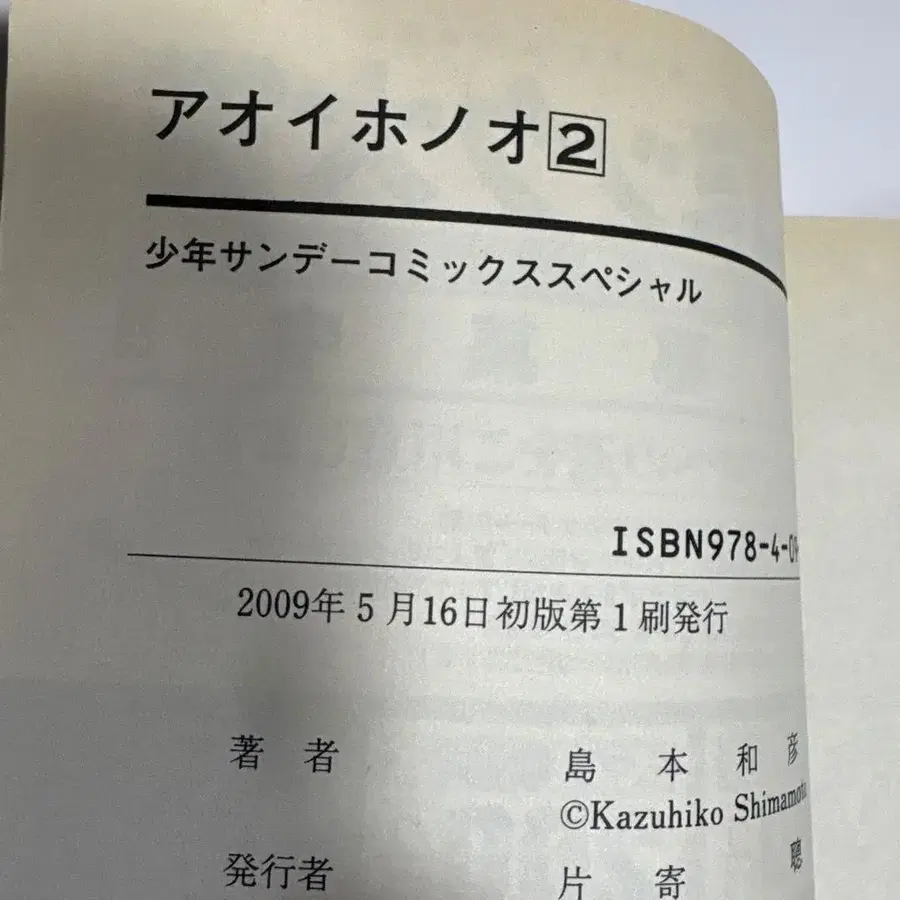 アオイホノオ2
少年サンデーコミックススペシャル
ISBN978-4-09
2009年5月16日初版第1刷発行
著者 島本和彦
©Kazuhiko Shimamoto
発行者 片寄聰